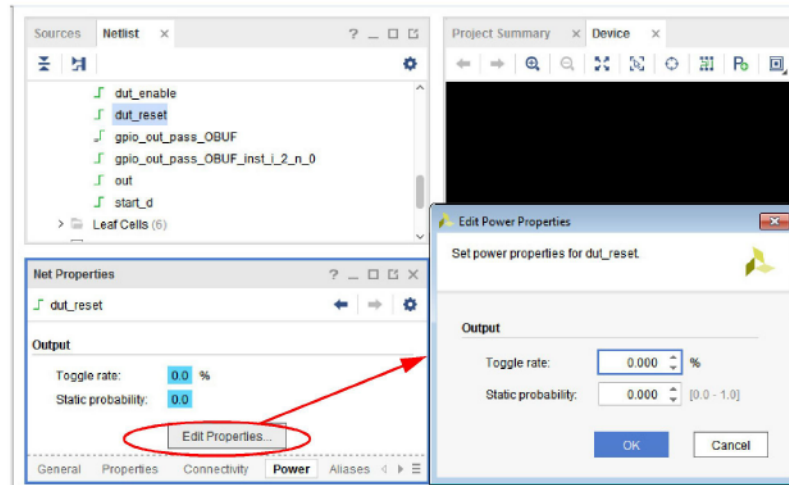 Sources Netlist
Project Summary Device
dut_enable
dut_reset
gpio_out_pass_OBUF
gpio_out_pass_OBUF_inst_i_2_n_0
out
start_d
Leaf Cells (6)
Net Properties
dut_reset
Output
Toggle rate: 0.0 %
Static probability: 0.0
Edit Properties...
General Properties Connectivity Power Aliases
Edit Power Properties
Set power properties for dut_reset.
Output
Toggle rate: 0.000 %
Static probability: 0.000 [0.0 - 1.0]
OK Cancel